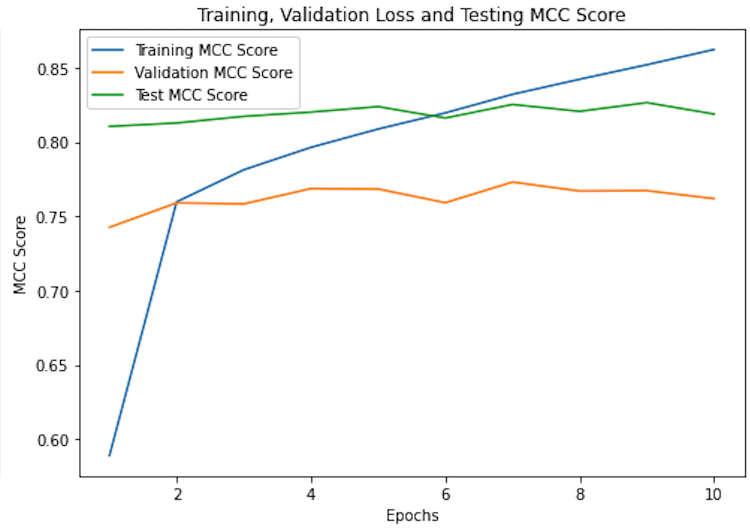 Training, Validation Loss and Testing MCC Score
Training MCC Score
Validation MCC Score
Test MCC Score
MCC Score
0.85
0.80
0.75
0.70
0.65
0.60
2 4 6 8 10
Epochs